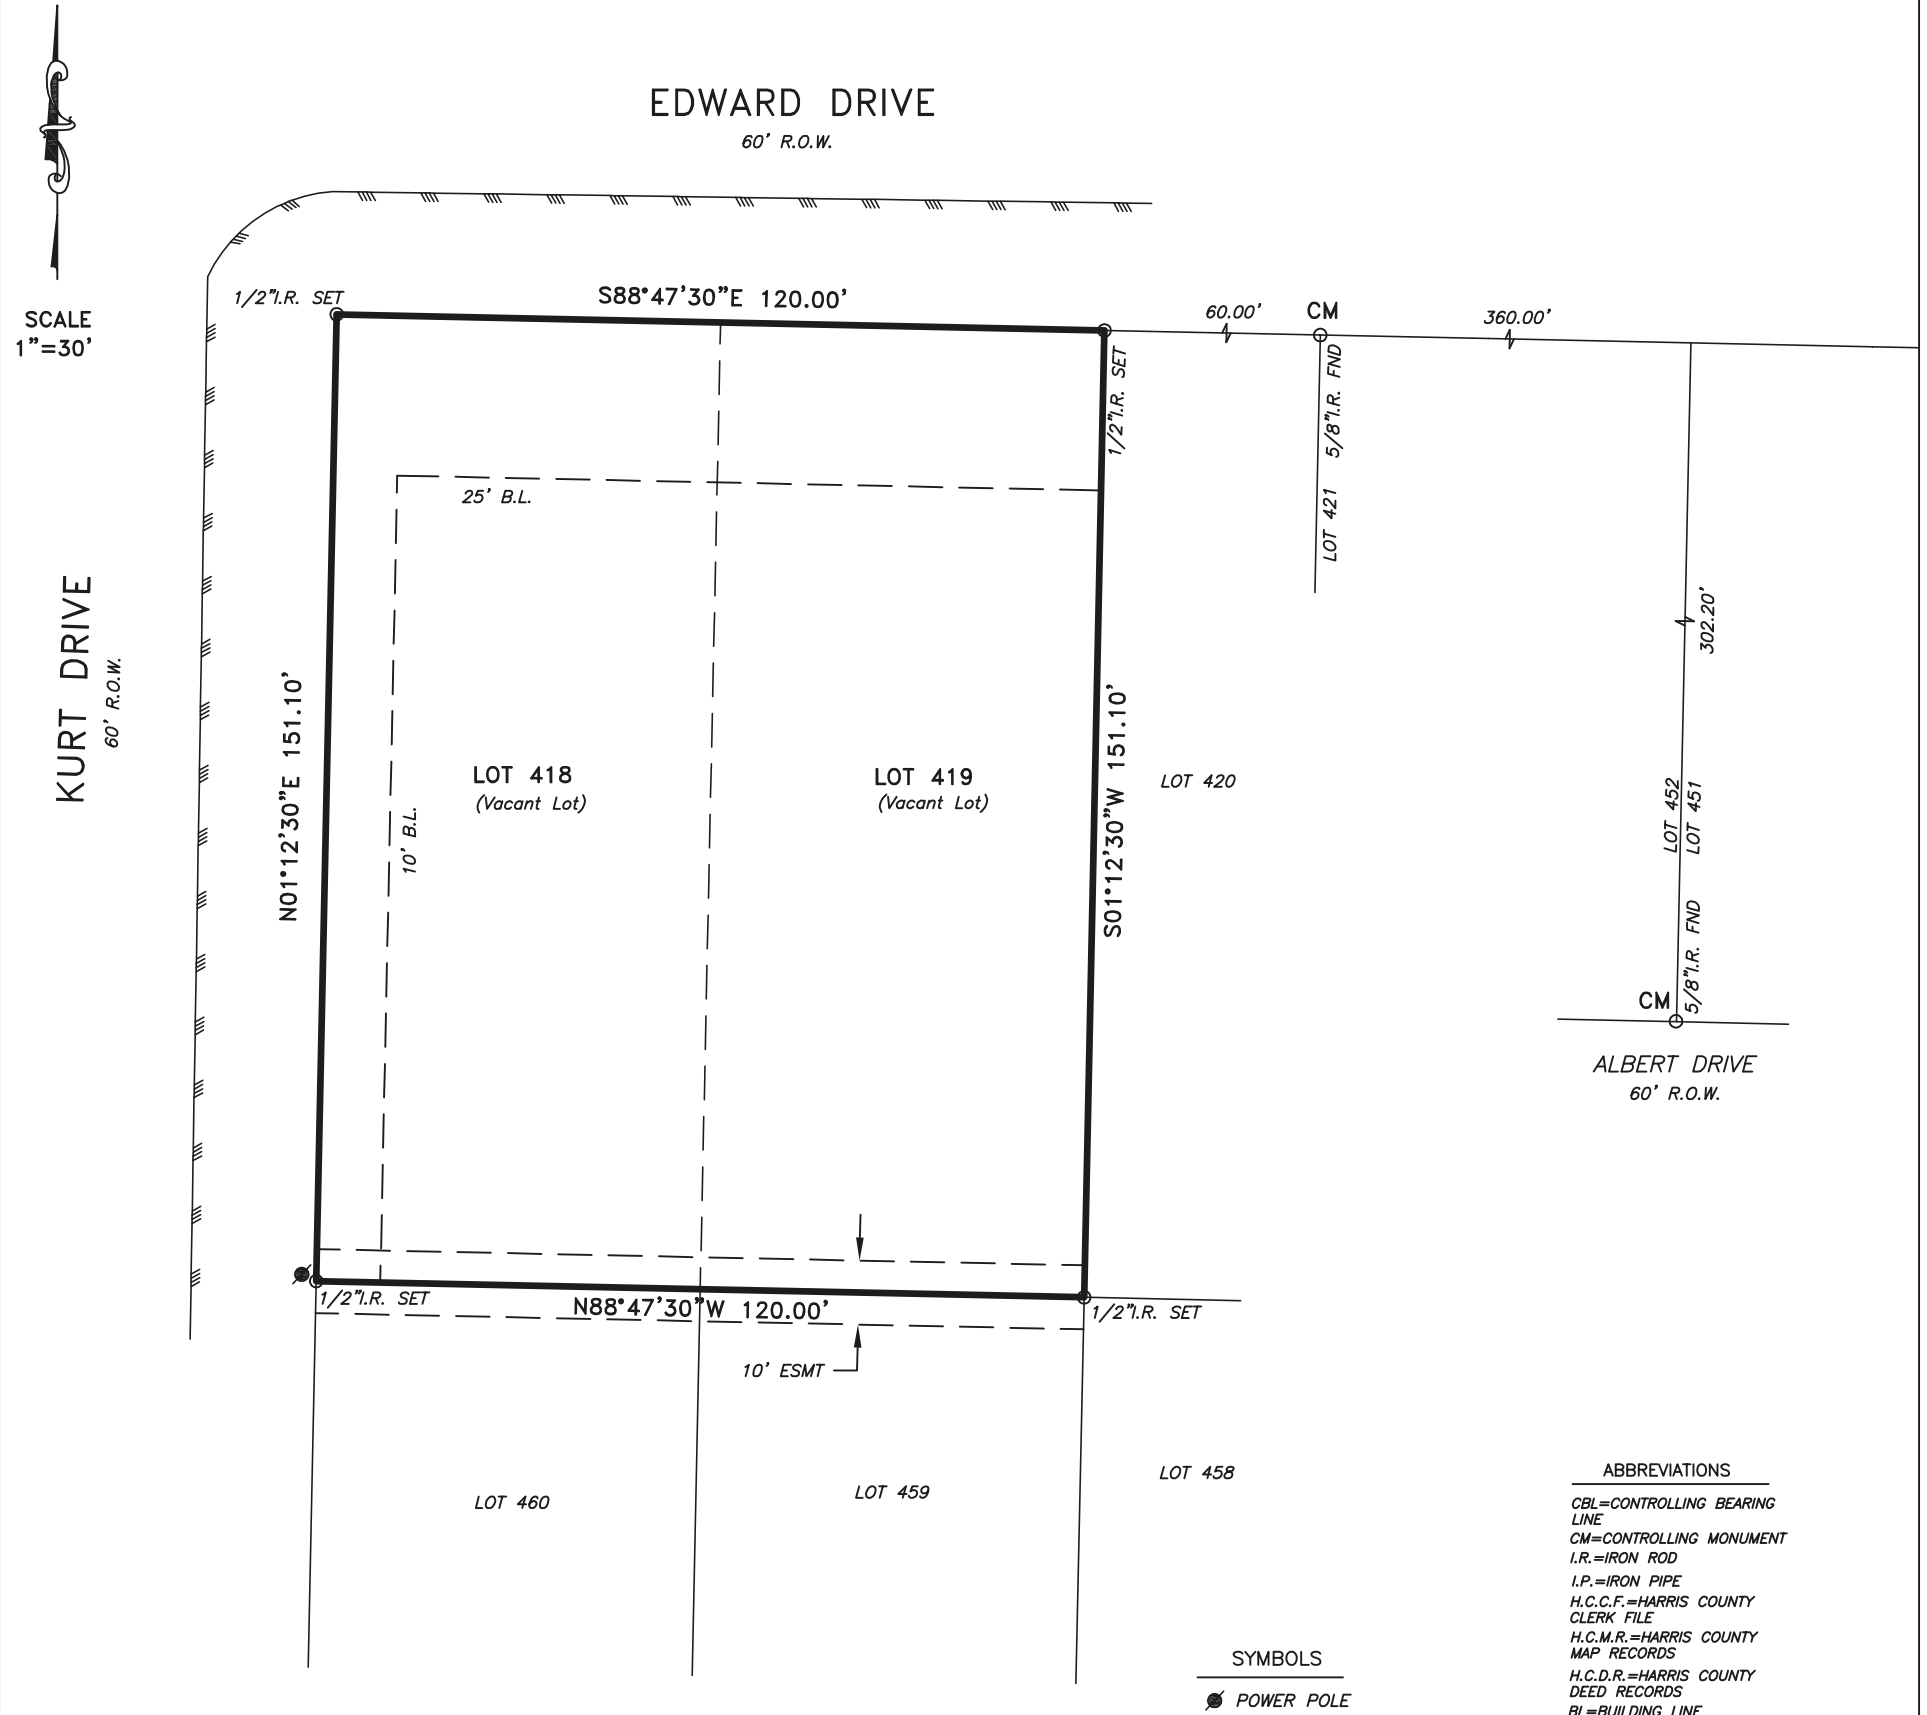 EDWARD DRIVE
60' R.O.W.
1/2"I.R. SET
S88°47'30"E 120.00'
60.00'
CM
360.00'
SCALE
1"=30'
1/2"I.R. SET
5/8"I.R. FND
LOT 421
25' B.L.
KURT DRIVE
60' R.O.W.
N01°12'30"E 151.10'
10' B.L.
LOT 418
(Vacant Lot)
LOT 419
(Vacant Lot)
S01°12'30"W 151.10'
LOT 420
302.20'
LOT 452
LOT 451
5/8"I.R. FND
CM
ALBERT DRIVE
60' R.O.W.
1/2"I.R. SET
N88°47'30"W 120.00'
1/2"I.R. SET
10' ESMT
LOT 460
LOT 459
LOT 458
SYMBOLS
POWER POLE
ABBREVIATIONS
CBL=CONTROLLING BEARING
LINE
CM=CONTROLLING MONUMENT
I.R.=IRON ROD
I.P.=IRON PIPE
H.C.C.F.=HARRIS COUNTY
CLERK FILE
H.C.M.R.=HARRIS COUNTY
MAP RECORDS
H.C.D.R.=HARRIS COUNTY
DEED RECORDS
BL=BUILDING LINE